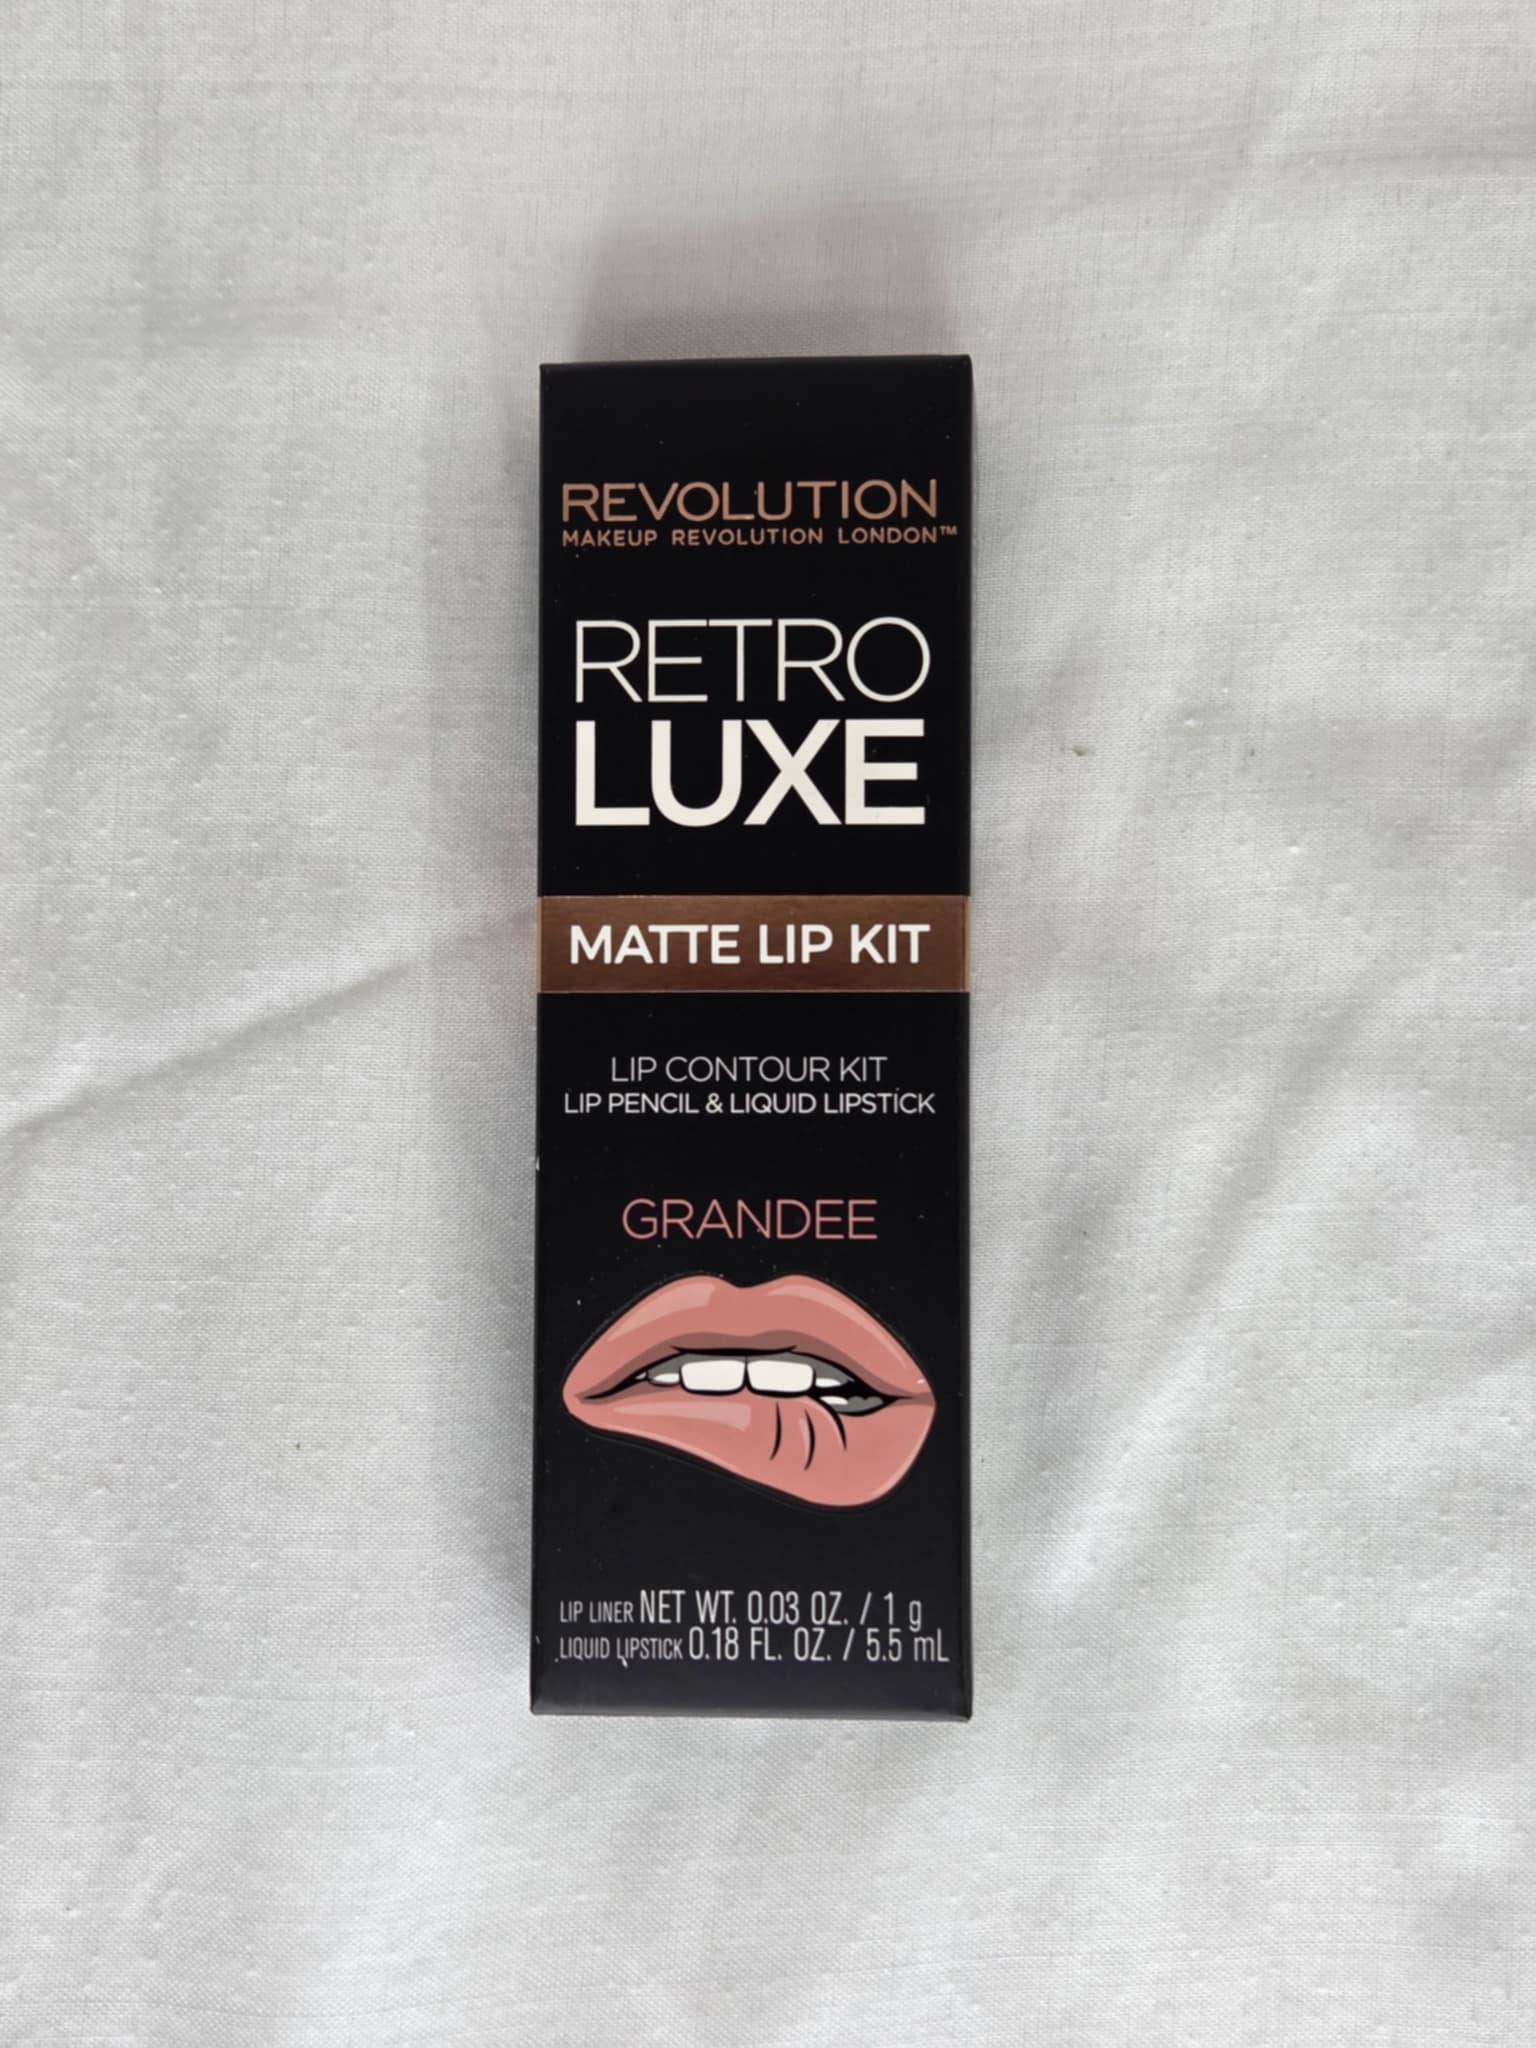 REVOLUTION
MAKEUP REVOLUTION LONDON™
RETRO
LUXE
MATTE LIP KIT
LIP CONTOUR KIT
LIP PENCIL & LIQUID LIPSTICK
GRANDEE
LIP LINER NET WT. 0.03 OZ. / 1 g
LIQUID LIPSTICK 0.18 FL. OZ. / 5.5 mL